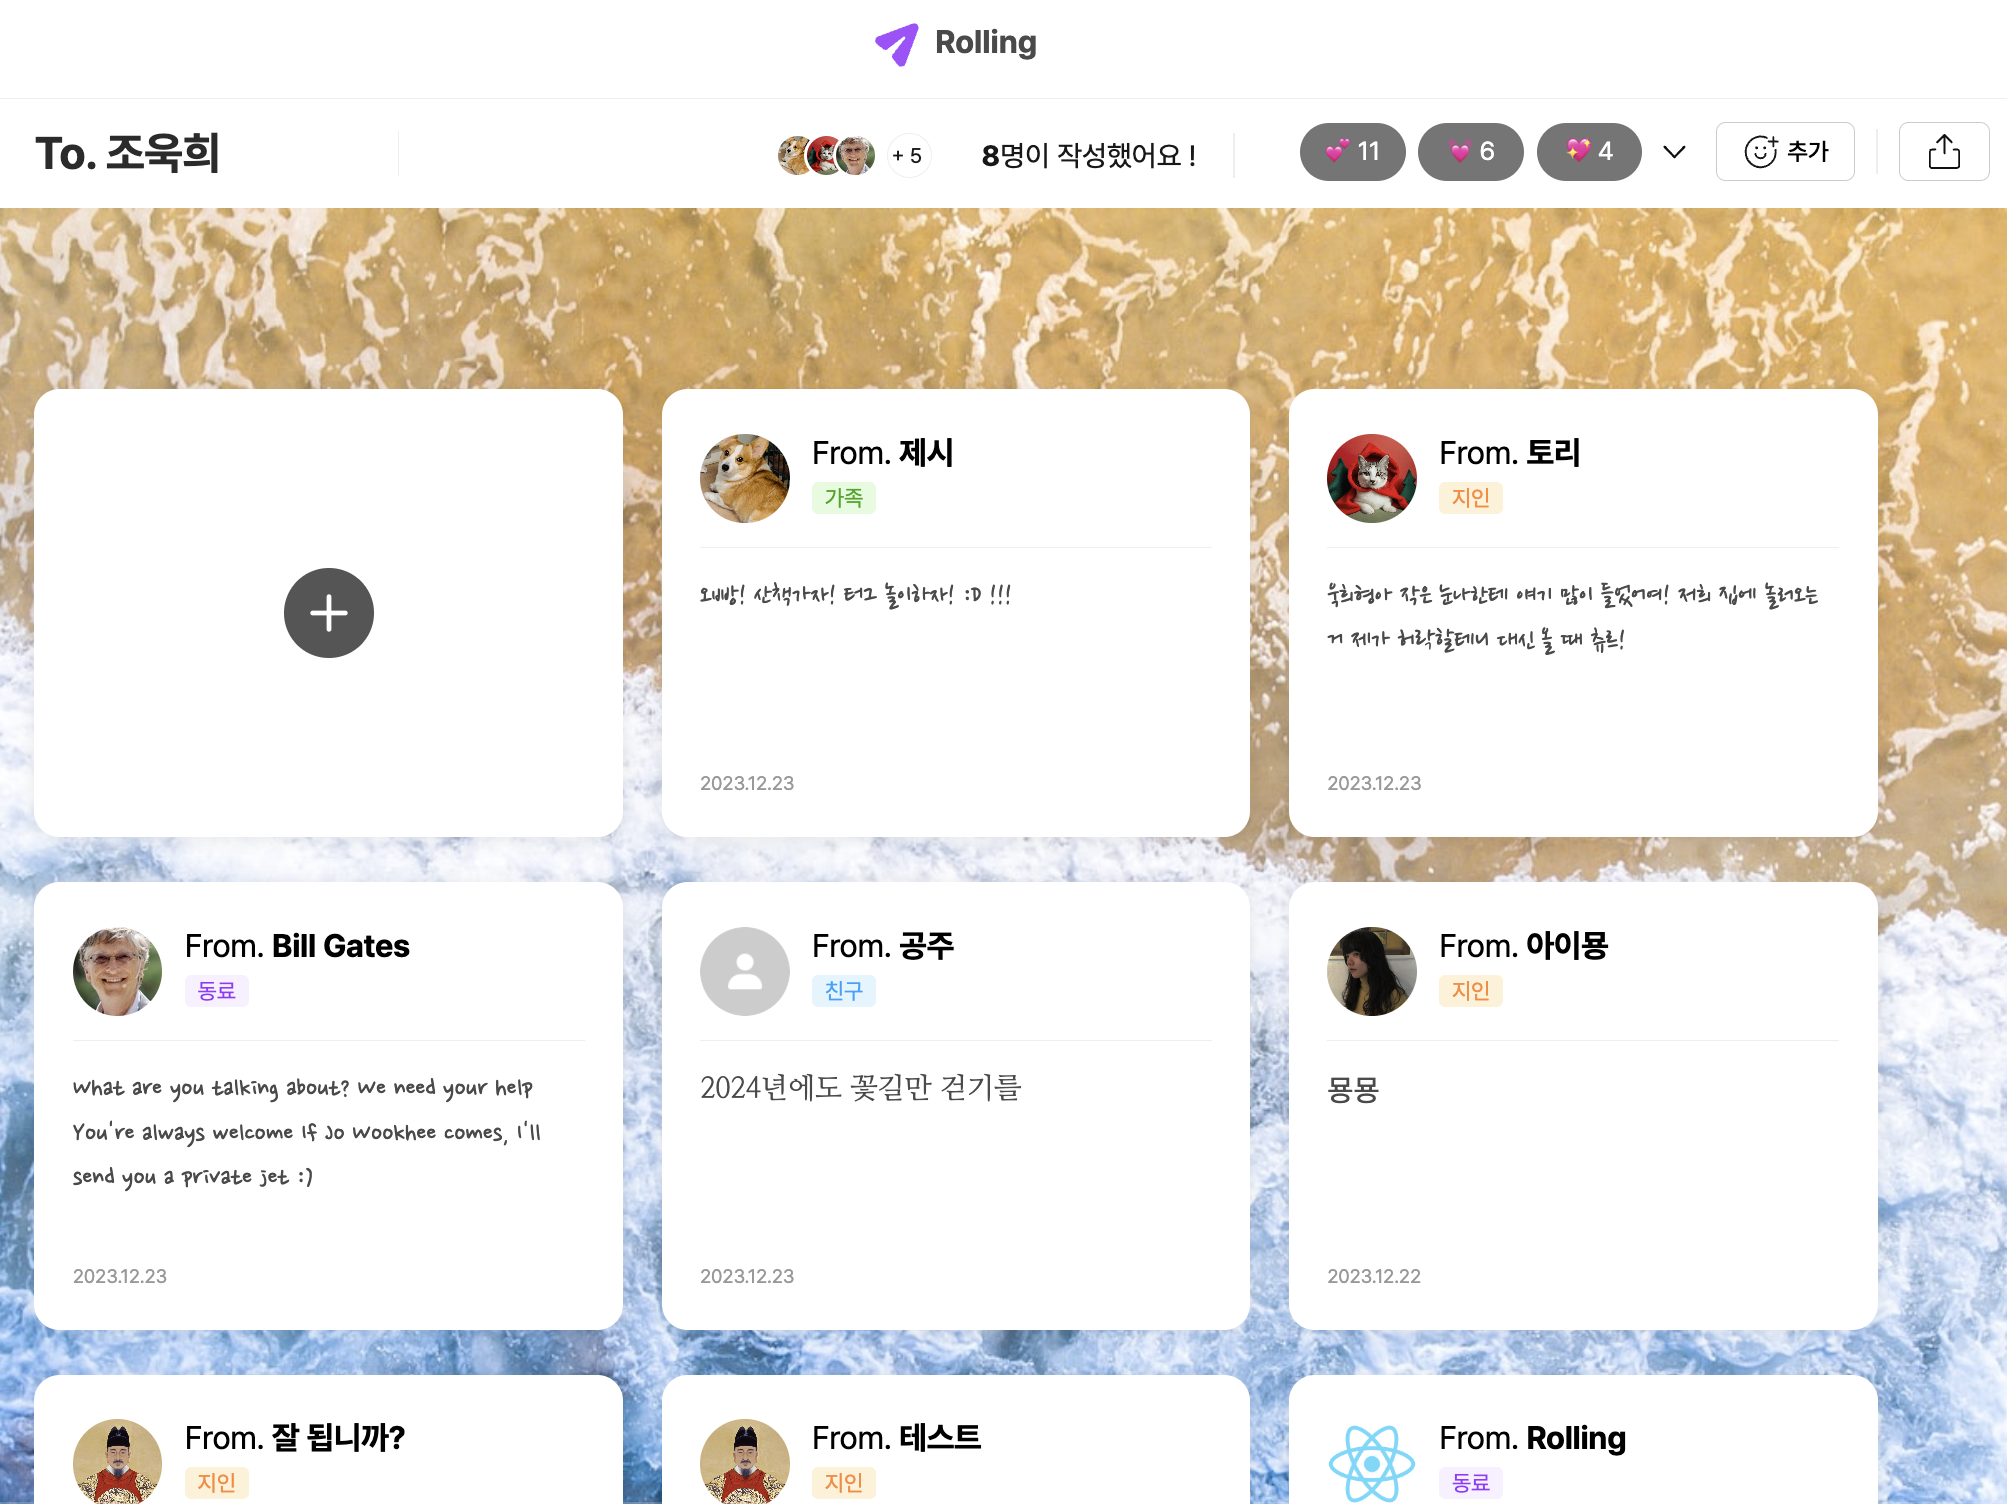 Rolling
To. 조욱희
+ 5
8명이 작성했어요 !
💕 11
💓 6
💖 4
추가
From. 제시
가족
오빠! 산책가자! 터그 놀이하자! :D !!!
2023.12.23
From. 토리
지인
욱희형아 작은 눈나한테 얘기 많이 들었어여! 저희 집에 놀러오는
거 제가 허락할테니 대신 올 때 츄르!
2023.12.23
From. Bill Gates
동료
What are you talking about? We need your help
You're always welcome If Jo Wookhee comes, I'll
send you a private jet :)
2023.12.23
From. 공주
친구
2024년에도 꽃길만 걷기를
2023.12.23
From. 아이묭
지인
묭묭
2023.12.22
From. 잘 됩니까?
지인
From. 테스트
지인
From. Rolling
동료